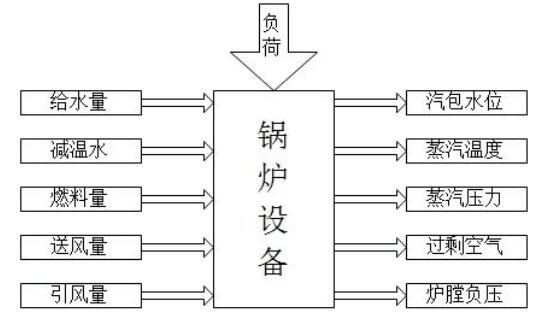 负荷
给水量
减温水
燃料量
送风量
引风量
锅炉设备
汽包水位
蒸汽温度
蒸汽压力
过剩空气
炉膛负压